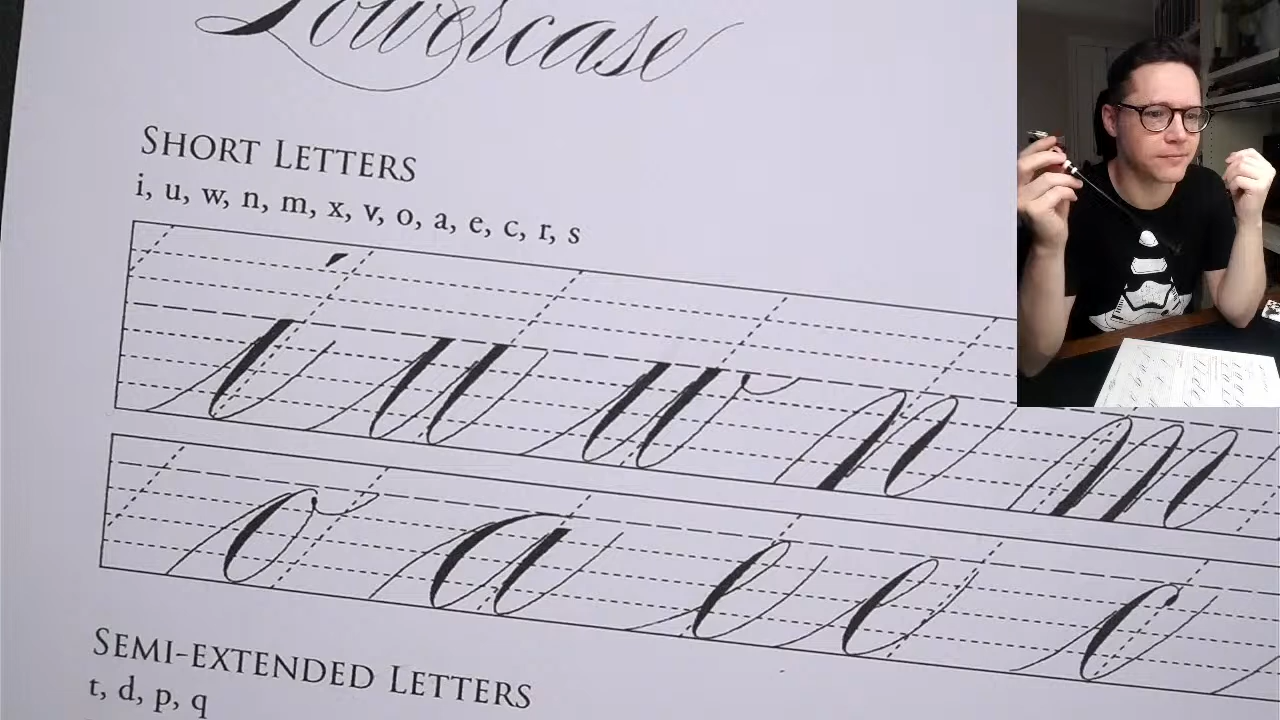 Lowercase
SHORT LETTERS
i, u, w, n, m, x, v, o, a, e, c, r, s
i u w n m
o a e e c
SEMI-EXTENDED LETTERS
t, d, p, q